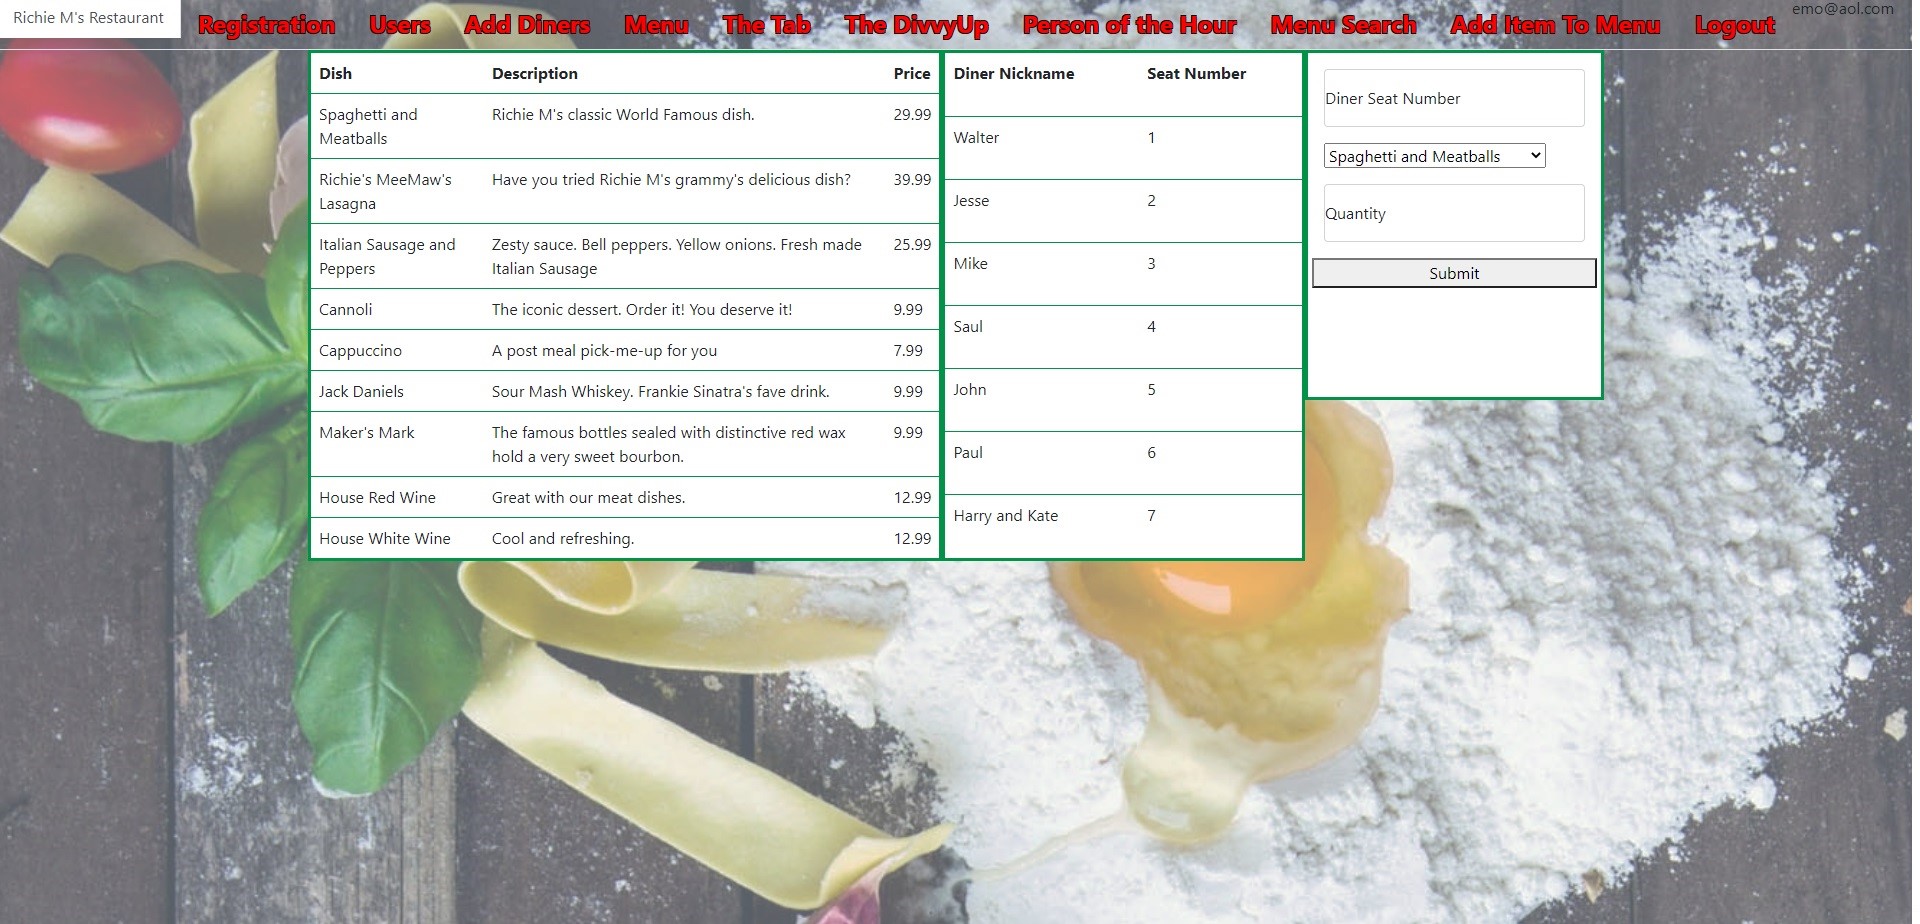 Richie M's Restaurant
Registration Users Add Diners Menu The Tab The DivvyUp Person of the Hour Menu Search Add Item To Menu Logout
emo@aol.com
Dish Description Price
Spaghetti and Meatballs Richie M's classic World Famous dish. 29.99
Richie's MeeMaw's Lasagna Have you tried Richie M's grammy's delicious dish? 39.99
Italian Sausage and Peppers Zesty sauce. Bell peppers. Yellow onions. Fresh made Italian Sausage 25.99
Cannoli The iconic dessert. Order it! You deserve it! 9.99
Cappuccino A post meal pick-me-up for you 7.99
Jack Daniels Sour Mash Whiskey. Frankie Sinatra's fave drink. 9.99
Maker's Mark The famous bottles sealed with distinctive red wax hold a very sweet bourbon. 9.99
House Red Wine Great with our meat dishes. 12.99
House White Wine Cool and refreshing. 12.99
Diner Nickname Seat Number
Walter 1
Jesse 2
Mike 3
Saul 4
John 5
Paul 6
Harry and Kate 7
Diner Seat Number
Spaghetti and Meatballs
Quantity
Submit